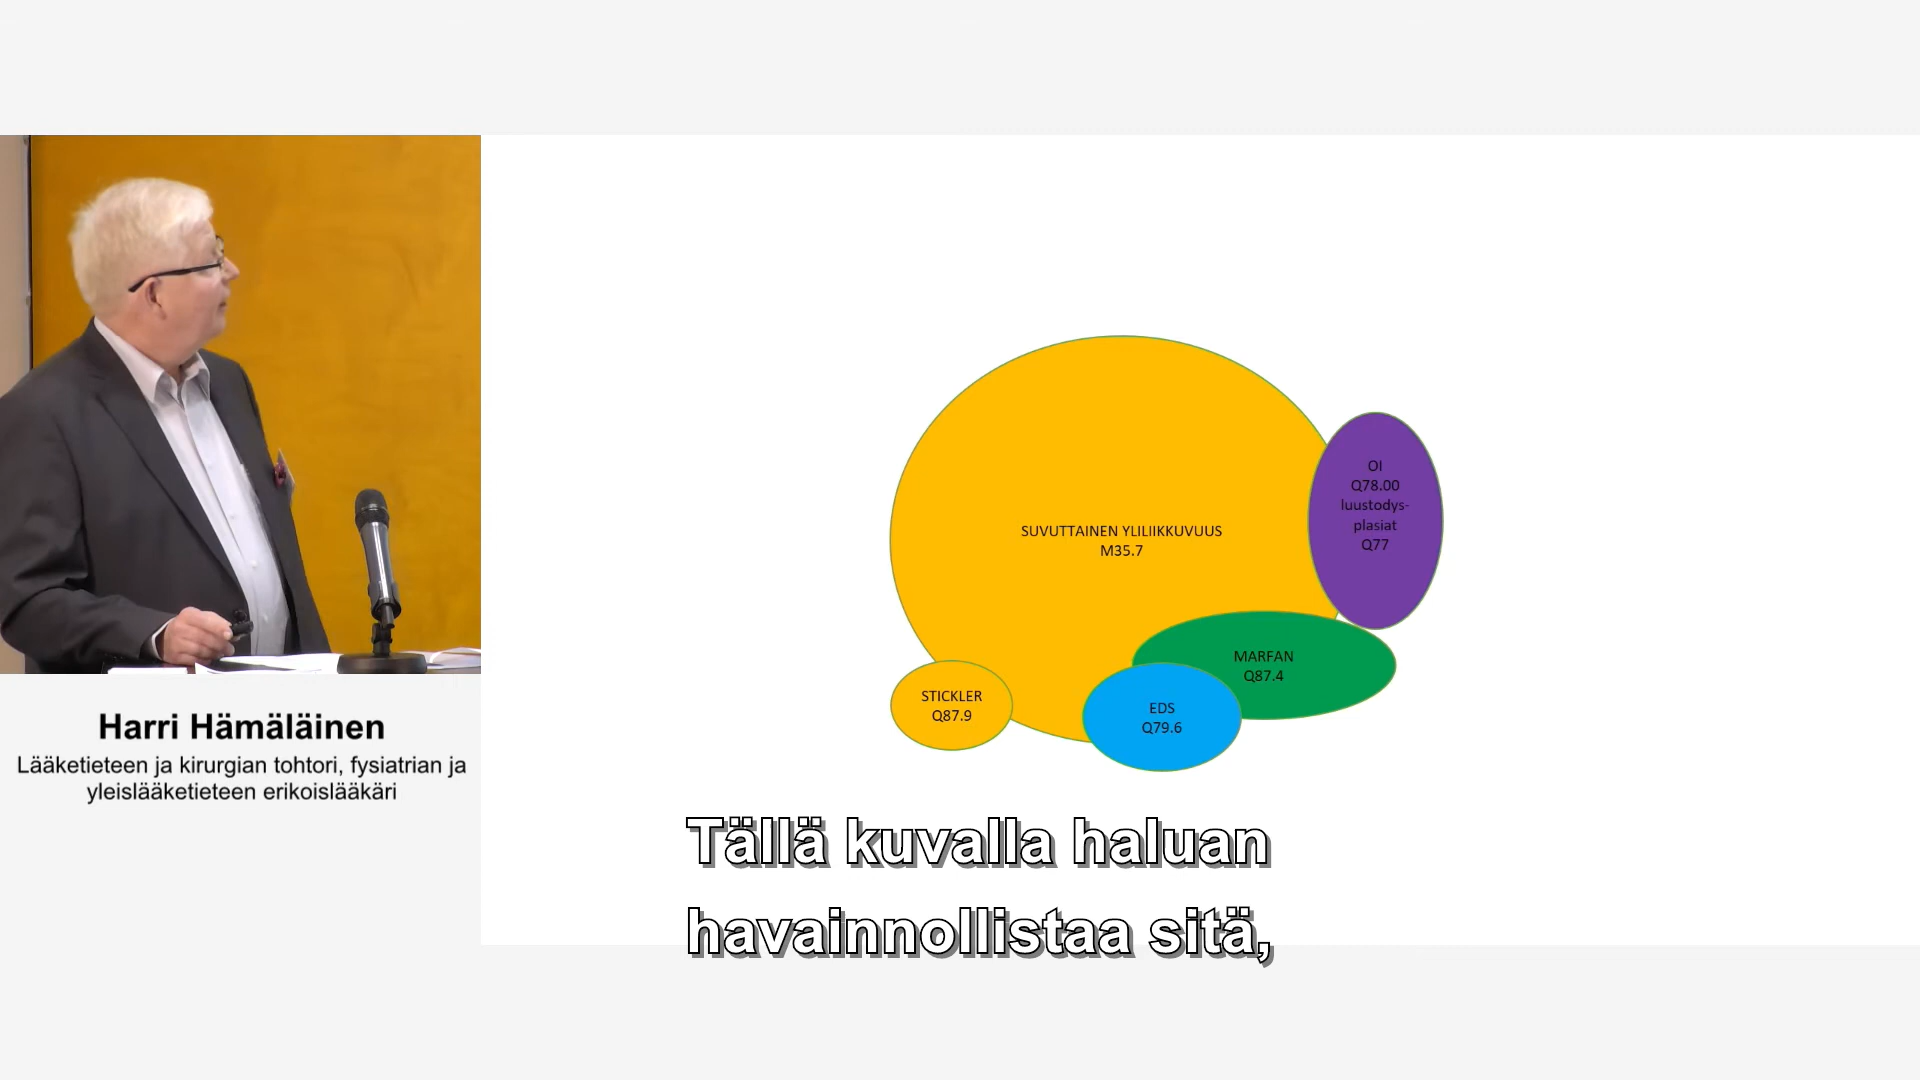 Harri Hämäläinen
Lääketieteen ja kirurgian tohtori, fysiatrian ja
yleislääketieteen erikoislääkäri
SUVUTTAINEN YLILIIKKUVUUS
M35.7
OI
Q78.00
luustodys-
plasiat
Q77
MARFAN
Q87.4
STICKLER
Q87.9
EDS
Q79.6
Tällä kuvalla haluan
havainnollistaa sitä,